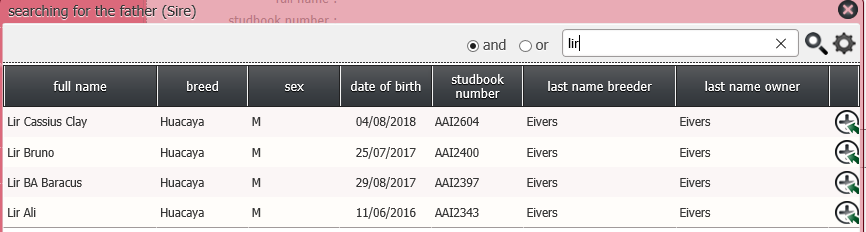 full name :
searching for the father (Sire)
studbook number :
and or lir
full name breed sex date of birth studbook number last name breeder last name owner
Lir Cassius Clay Huacaya M 04/08/2018 AAI2604 Eivers Eivers
Lir Bruno Huacaya M 25/07/2017 AAI2400 Eivers Eivers
Lir BA Baracus Huacaya M 29/08/2017 AAI2397 Eivers Eivers
Lir Ali Huacaya M 11/06/2016 AAI2343 Eivers Eivers